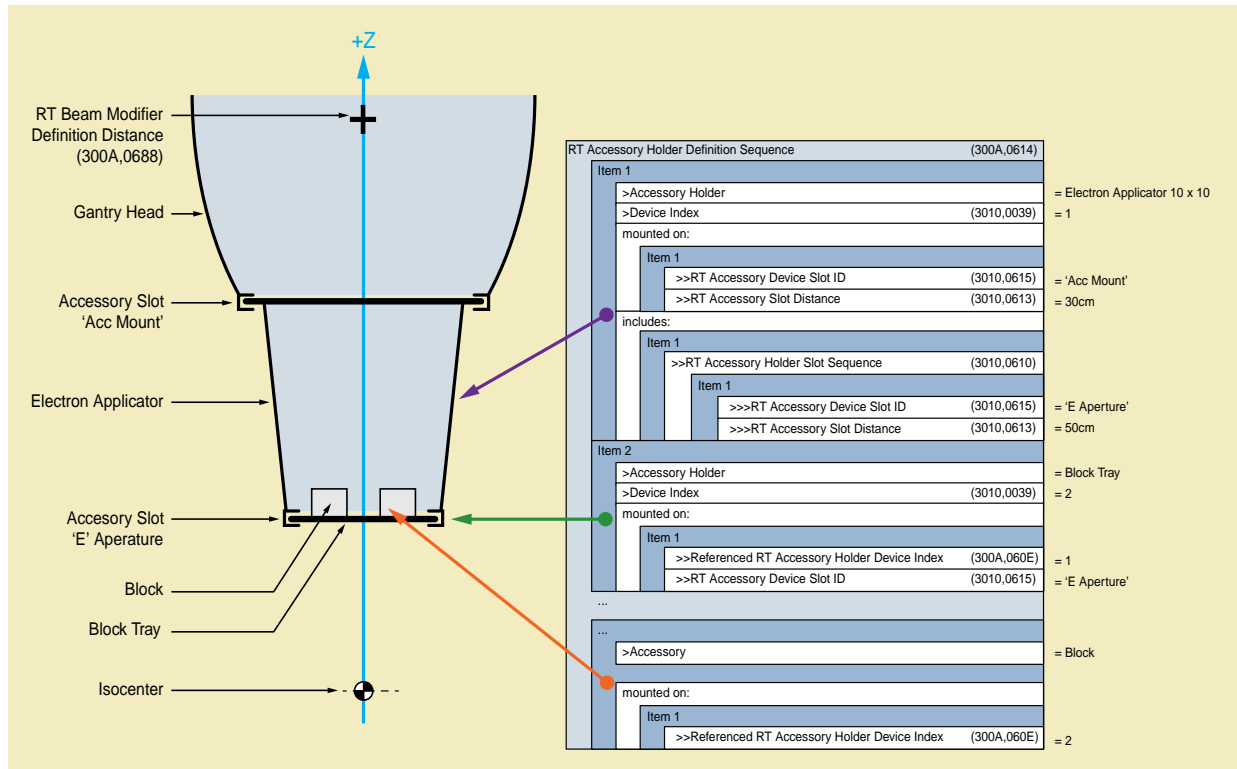 +Z
RT Beam Modifier
Definition Distance
(300A,0688)
Gantry Head
Accessory Slot
'Acc Mount'
Electron Applicator
Accesory Slot
'E' Aperature
Block
Block Tray
Isocenter
RT Accessory Holder Definition Sequence (300A,0614)
Item 1
>Accessory Holder = Electron Applicator 10 x 10
>Device Index (3010,0039) = 1
mounted on:
Item 1
>>RT Accessory Device Slot ID (3010,0615) = 'Acc Mount'
>>RT Accessory Slot Distance (3010,0613) = 30cm
includes:
Item 1
>>RT Accessory Holder Slot Sequence (3010,0610)
Item 1
>>>RT Accessory Device Slot ID (3010,0615) = 'E Aperture'
>>>RT Accessory Slot Distance (3010,0613) = 50cm
Item 2
>Accessory Holder = Block Tray
>Device Index (3010,0039) = 2
mounted on:
Item 1
>>Referenced RT Accessory Holder Device Index (300A,060E) = 1
>>RT Accessory Device Slot ID (3010,0615) = 'E Aperture'
...
...
>Accessory = Block
mounted on:
Item 1
>>Referenced RT Accessory Holder Device Index (300A,060E) = 2